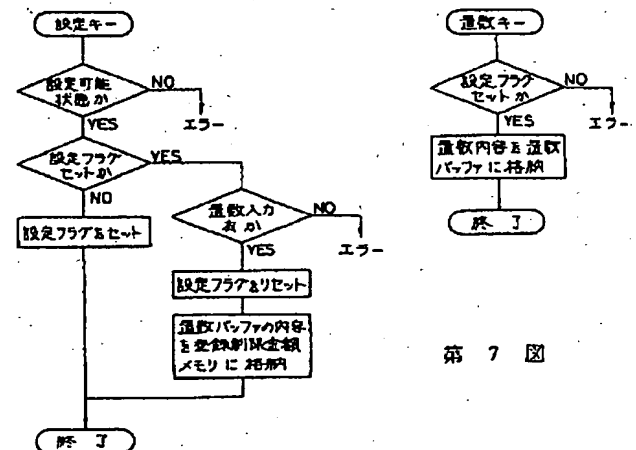 設定キー
設定可能
状態か
NO
エラー
YES
設定フラグ
セットか
YES
NO
設定フラグをセット
置数入力
有か
NO
エラー
YES
設定フラグをリセット
置数バッファの内容
を登録制限金額
メモリに格納
終了
置数キー
設定フラグ
セットか
NO
エラー
YES
置数内容を置数
バッファに格納
終了
第 7 図